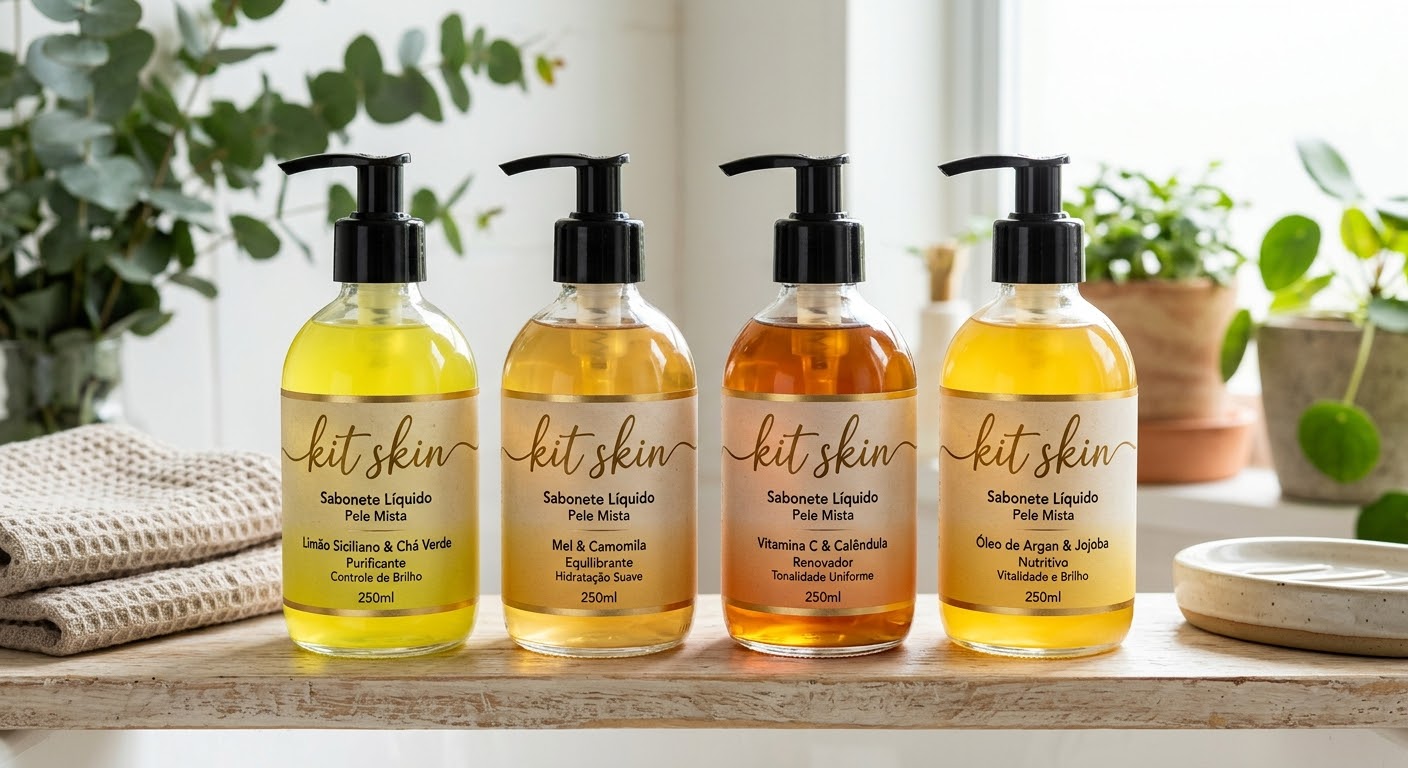 kit skin
Sabonete Líquido
Pele Mista
Limão Siciliano & Chá Verde
Purificante
Controle de Brilho
250ml
kit skin
Sabonete Líquido
Pele Mista
Mel & Camomila
Equllibrante
Hidratação Suave
250ml
kit skin
Sabonete Líquido
Pele Mista
Vitamina C & Calêndula
Renovador
Tonalidade Uniforme
250ml
kit skin
Sabonete Líquido
Pele Mista
Óleo de Argan & Jojoba
Nutritivo
Vitalidade e Brilho
250ml